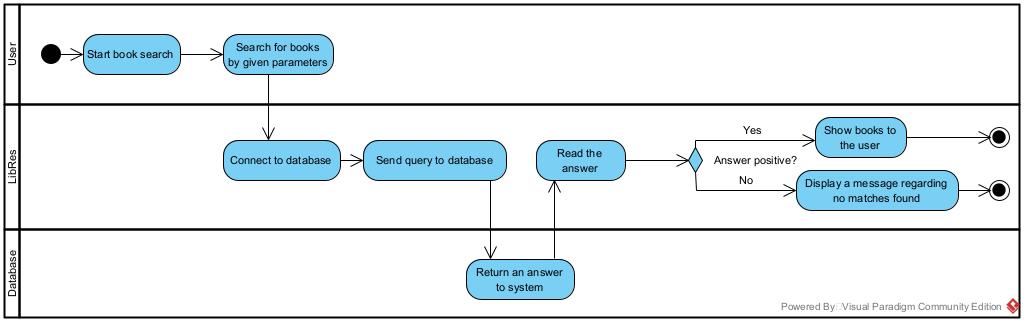 User
Start book search
Search for books
by given parameters
LibRes
Connect to database
Send query to database
Read the
answer
Answer positive?
Yes
Show books to
the user
No
Display a message regarding
no matches found
Database
Return an answer
to system
Powered By Visual Paradigm Community Edition